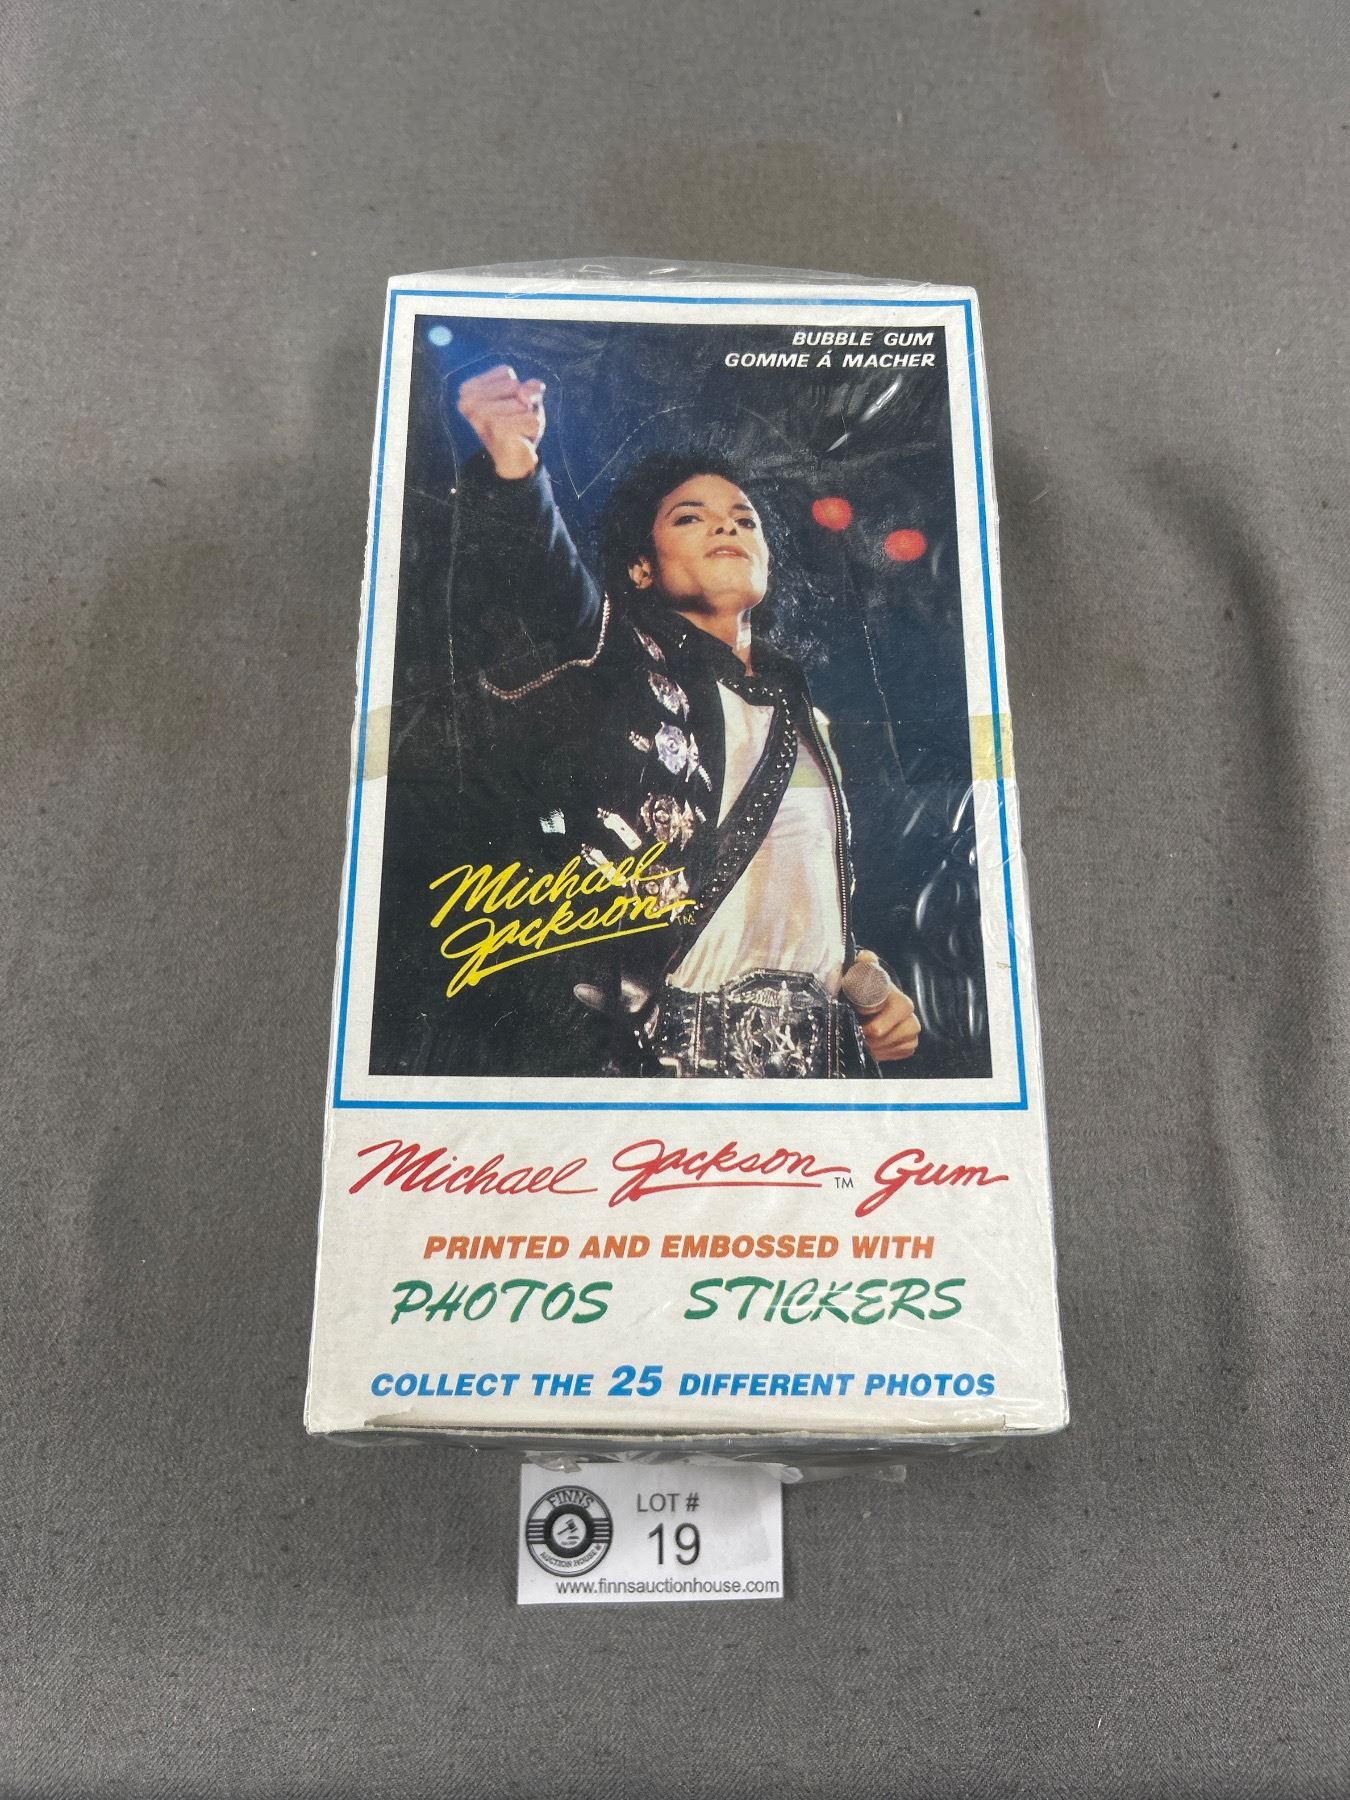 BUBBLE GUM
GOMME Á MACHER
Michael
Jackson TM
Michael Jackson TM Gum
PRINTED AND EMBOSSED WITH
PHOTOS STICKERS
COLLECT THE 25 DIFFERENT PHOTOS
FINNS
AUCTION HOUSE
LOT #
19
www.finnsauctionhouse.com